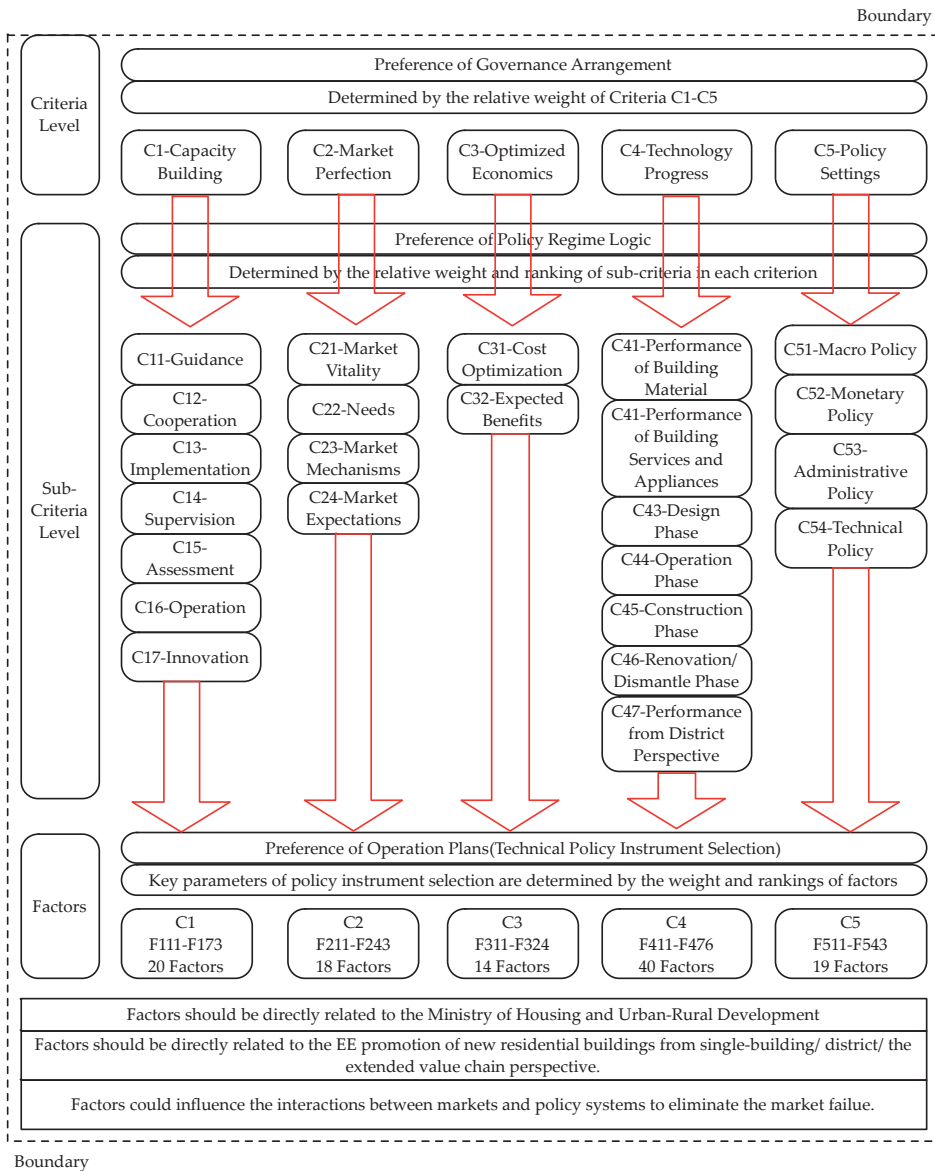 Boundary
Criteria
Level
Preference of Governance Arrangement
Determined by the relative weight of Criteria C1-C5
C1-Capacity
Building
C2-Market
Perfection
C3-Optimized
Economics
C4-Technology
Progress
C5-Policy
Settings
Sub-
Criteria
Level
Preference of Policy Regime Logic
Determined by the relative weight and ranking of sub-criteria in each criterion
C11-Guidance
C12-
Cooperation
C13-
Implementation
C14-
Supervision
C15-
Assessment
C16-Operation
C17-Innovation
C21-Market
Vitality
C22-Needs
C23-Market
Mechanisms
C24-Market
Expectations
C31-Cost
Optimization
C32-Expected
Benefits
C41-Performance
of Building
Material
C41-Performance
of Building
Services and
Appliances
C43-Design
Phase
C44-Operation
Phase
C45-Construction
Phase
C46-Renovation/
Dismantle Phase
C47-Performance
from District
Perspective
C51-Macro Policy
C52-Monetary
Policy
C53-
Administrative
Policy
C54-Technical
Policy
Factors
Preference of Operation Plans(Technical Policy Instrument Selection)
Key parameters of policy instrument selection are determined by the weight and rankings of factors
C1
F111-F173
20 Factors
C2
F211-F243
18 Factors
C3
F311-F324
14 Factors
C4
F411-F476
40 Factors
C5
F511-F543
19 Factors
Factors should be directly related to the Ministry of Housing and Urban-Rural Development
Factors should be directly related to the EE promotion of new residential buildings from single-building/ district/ the
extended value chain perspective.
Factors could influence the interactions between markets and policy systems to eliminate the market failue.
Boundary